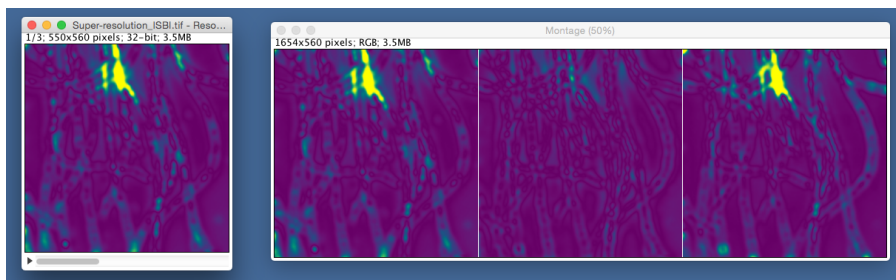 Super-resolution_ISBI.tif - Reso...
1/3; 550x560 pixels; 32-bit; 3.5MB
Montage (50%)
1654x560 pixels; RGB; 3.5MB